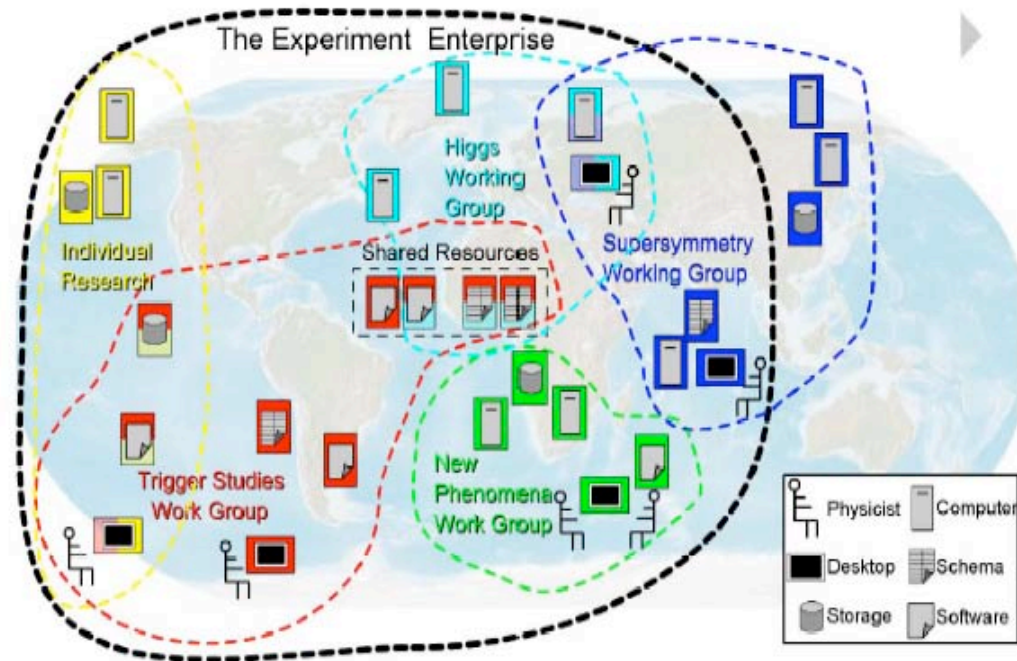 The Experiment Enterprise
Higgs
Working
Group
Individual
Research
Shared Resources
Supersymmetry
Working Group
Trigger Studies
Work Group
New
Phenomena
Work Group
Physicist
Computer
Desktop
Schema
Storage
Software